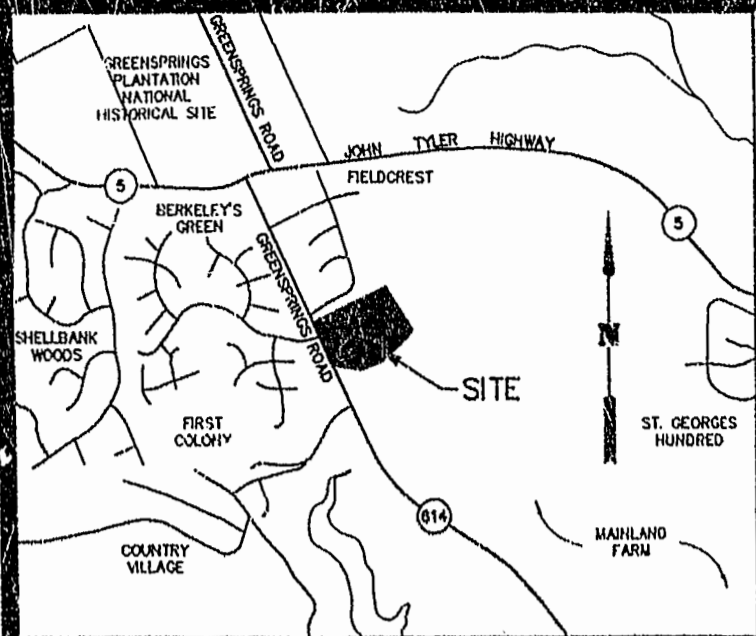 GREENSPRINGS
PLANTATION
NATIONAL
HISTORICAL SITE
GREENSPRINGS ROAD
JOHN TYLER HIGHWAY
FIELDCREST
5
BERKELEY'S
GREEN
5
GREENSPRINGS ROAD
N
SHELLBANK
WOODS
SITE
FIRST
COLONY
ST. GEORGES
HUNDRED
614
COUNTRY
VILLAGE
MAINLAND
FARM